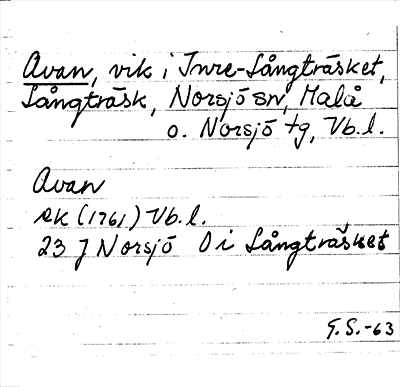 Avan, vik i Inre-Långträsket,
Långträsk, Norsjö sn, Malå
o. Norsjö tg, Vb.l.
Avan
ek (1761) Vb.l.
23 J Norsjö O i Långträsket
G.S.-63